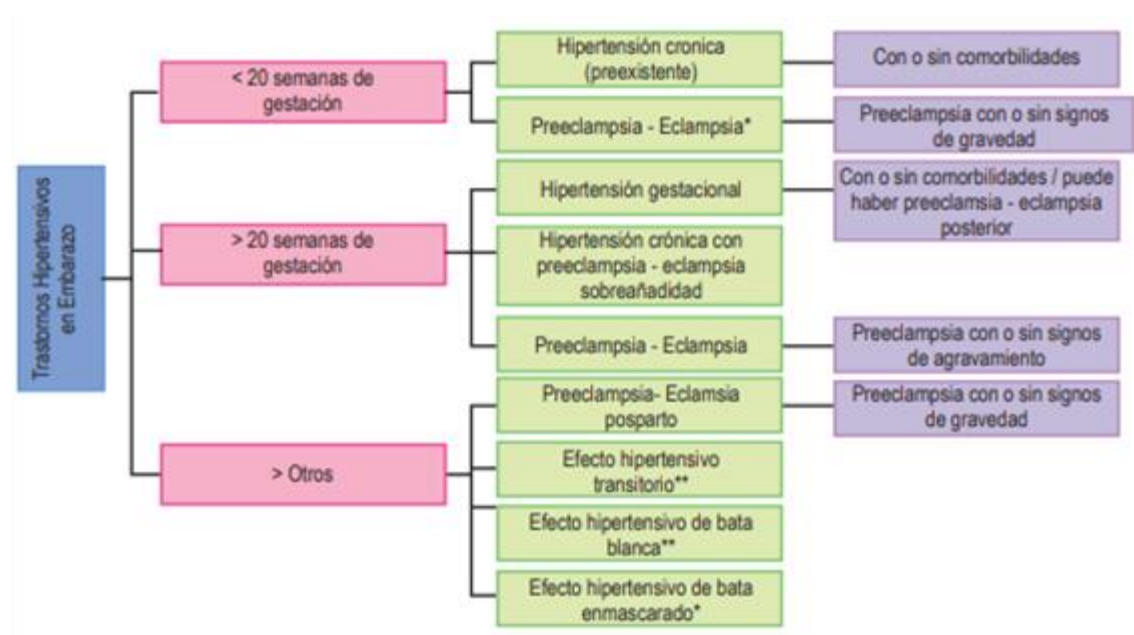 Trastornos Hipertensivos
en Embarazo
< 20 semanas de
gestación
Hipertensión cronica
(preexistente)
Con o sin comorbilidades
Preeclampsia - Eclampsia*
Preeclampsia con o sin signos
de gravedad
> 20 semanas de
gestación
Hipertensión gestacional
Con o sin comorbilidades / puede
haber preeclamsia - eclampsia
posterior
Hipertensión crónica con
preeclampsia - eclampsia
sobreañadidad
Preeclampsia - Eclampsia
Preeclampsia con o sin signos
de agravamiento
> Otros
Preeclampsia- Eclamsia
posparto
Preeclampsia con o sin signos
de gravedad
Efecto hipertensivo
transitorio**
Efecto hipertensivo de bata
blanca**
Efecto hipertensivo de bata
enmascarado*